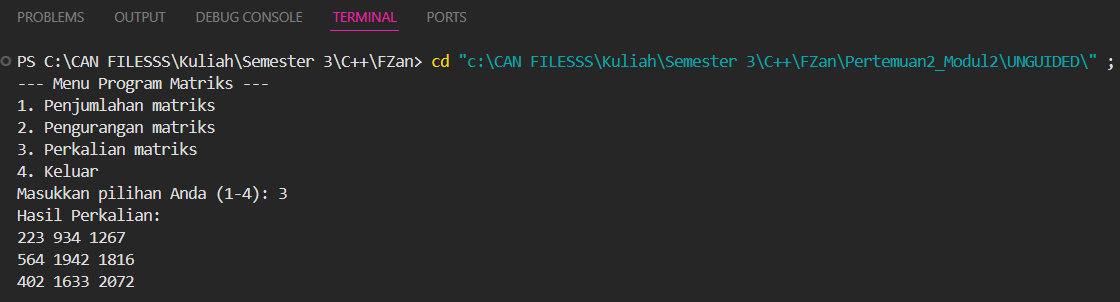 PROBLEMS OUTPUT DEBUG CONSOLE TERMINAL PORTS
PS C:\CAN FILESSS\Kuliah\Semester 3\C++\FZan> cd "c:\CAN FILESSS\Kuliah\Semester 3\C++\FZan\Pertemuan2_Modul2\UNGUIDED\" ;
--- Menu Program Matriks ---
1. Penjumlahan matriks
2. Pengurangan matriks
3. Perkalian matriks
4. Keluar
Masukkan pilihan Anda (1-4): 3
Hasil Perkalian:
223 934 1267
564 1942 1816
402 1633 2072